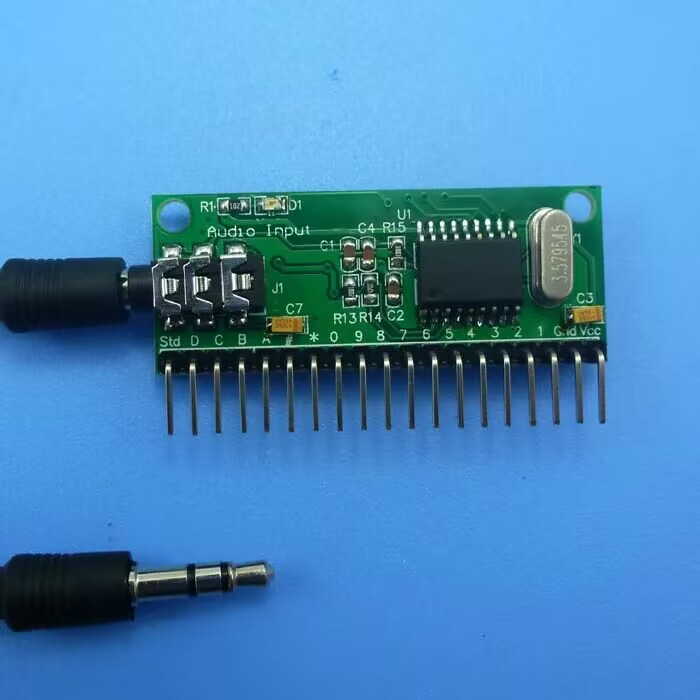 R1 102 D1
U1
Audio Input
C1 C4 R15
Y1
3.579545
J1
C7
R13 R14 C2
C3
Std D C B A # * 0 9 8 7 6 5 4 3 2 1 Gnd Vcc